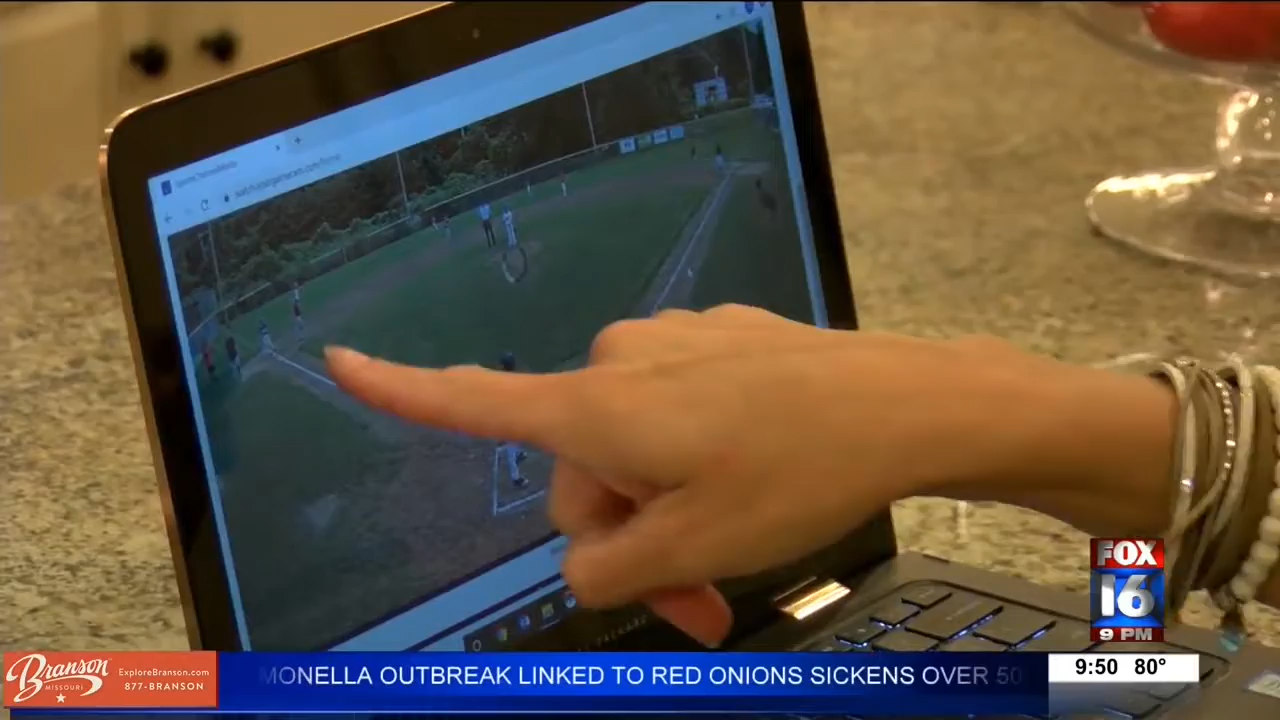 PACKARD
FOX
16
9 PM
Branson
MISSOURI
ExploreBranson.com
877-BRANSON
MONELLA OUTBREAK LINKED TO RED ONIONS SICKENS OVER 50
9:50 80°